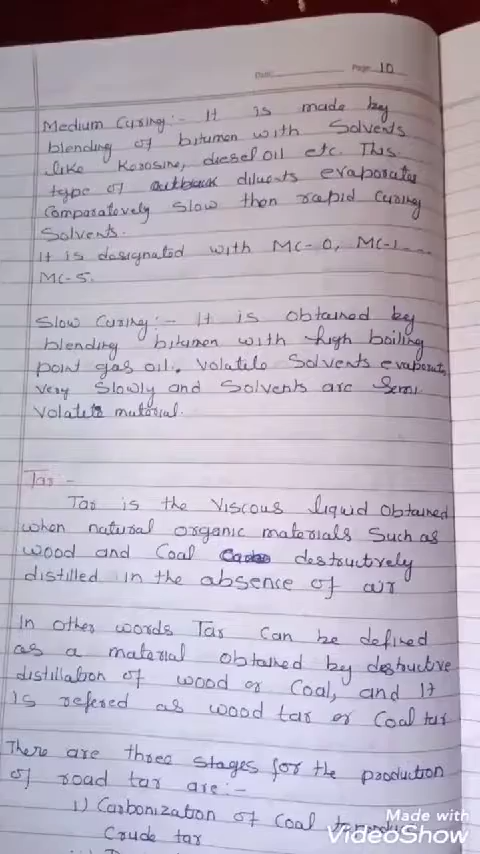 Date: Page 10
Medium Curing:- It is made by
blending of bitumen with Solvents
like Kerosine, diesel oil etc. This
type of diluents evaporates
Comparatively Slow then rapid Curing
Solvents.
It is designated with MC-0, MC-1 ----
MC-5.
Slow Curing:- It is obtained by
blending bitumen with high boiling
point gas oil. Volatile Solvents evaporate
very Slowly and Solvents are Semi
Volatile material.
Tar -
Tar is the Viscous liquid Obtained
when natural organic materials Such as
wood and Coal destructively
distilled in the absence of air
In other words Tar Can be defined
as a material obtained by destructive
distillation of wood or Coal, and It
is refered as wood tar or Coal tar
There are three stages for the production
of road tar are:-
1) Carbonization of Coal to
Crude tar
Made with
VideoShow